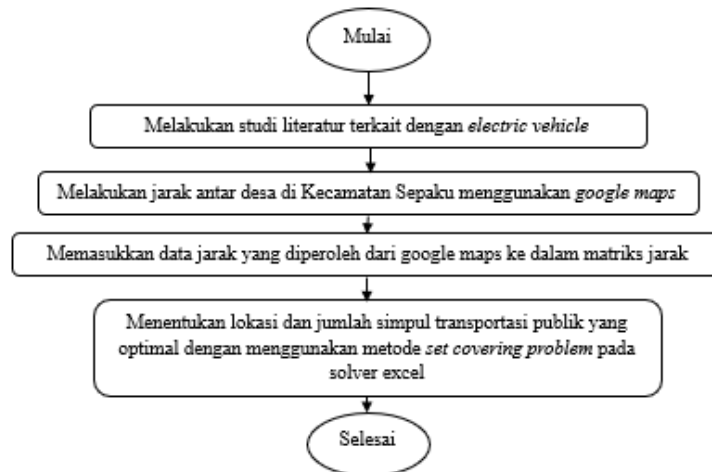 Mulai
Melakukan studi literatur terkait dengan electric vehicle
Melakukan jarak antar desa di Kecamatan Sepaku menggunakan google maps
Memasukkan data jarak yang diperoleh dari google maps ke dalam matriks jarak
Menentukan lokasi dan jumlah simpul transportasi publik yang
optimal dengan menggunakan metode set covering problem pada
solver excel
Selesai